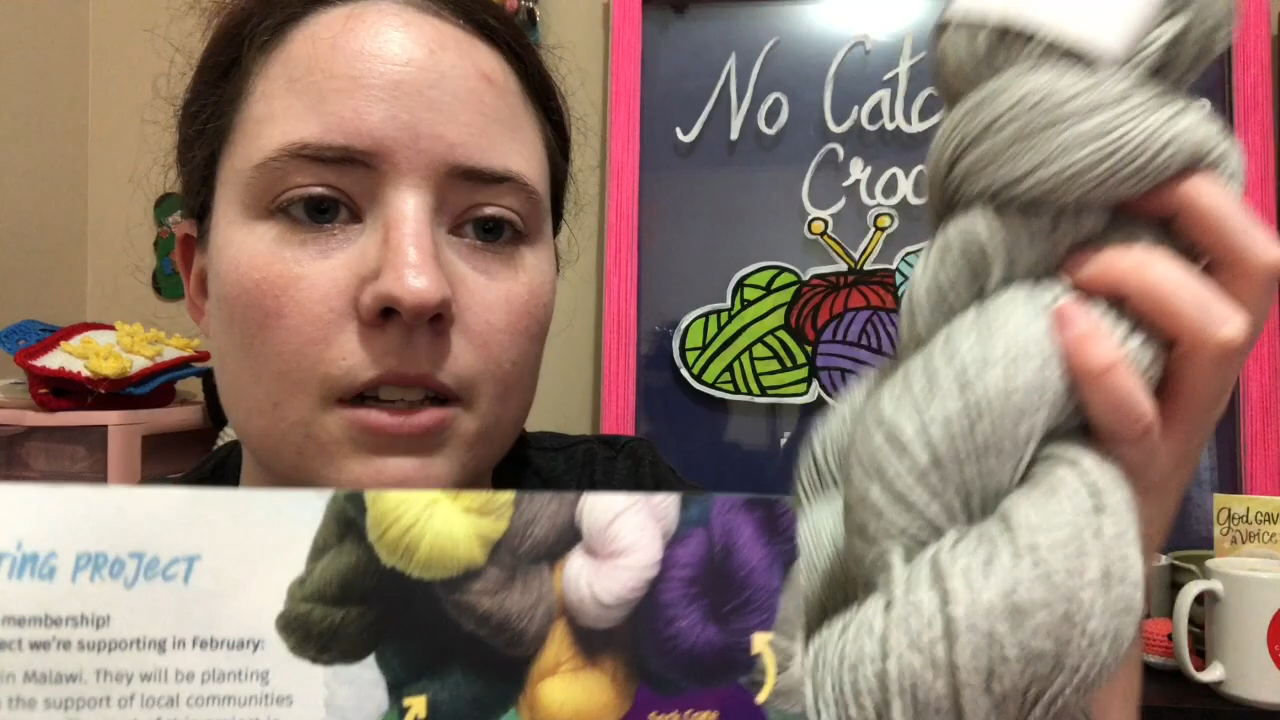 No Catc
Croc
TING PROJECT
membership!
ect we're supporting in February:
in Malawi. They will be planting
the support of local communities
God GAV
a Voice